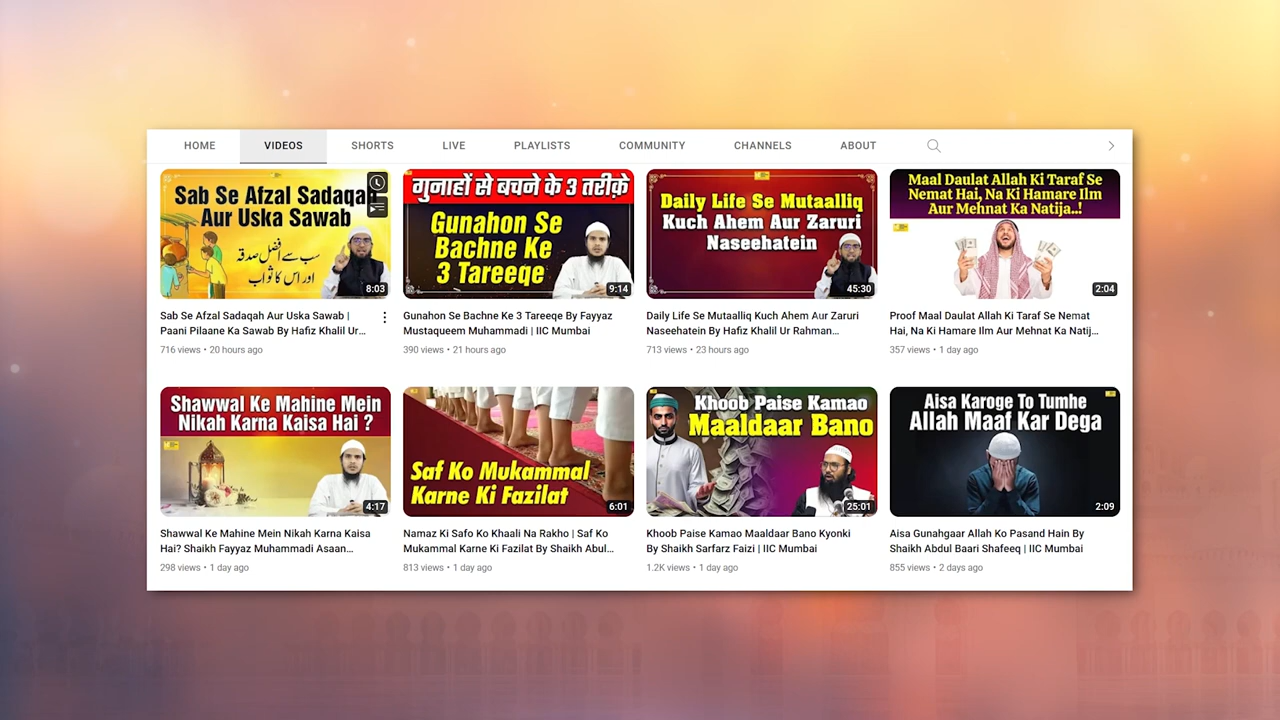 HOME VIDEOS SHORTS LIVE PLAYLISTS COMMUNITY CHANNELS ABOUT
Sab Se Afzal Sadaqah
Aur Uska Sawab
سب سے افضل صدقہ
اور اس کا ثواب
8:03
Sab Se Afzal Sadaqah Aur Uska Sawab |
Paani Pilaane Ka Sawab By Hafiz Khalil Ur...
716 views • 20 hours ago
गुनाहों से बचने के 3 तरीक़े
Gunahon Se
Bachne Ke
3 Tareeqe
9:14
Gunahon Se Bachne Ke 3 Tareeqe By Fayyaz
Mustaqueem Muhammadi | IIC Mumbai
390 views • 21 hours ago
Daily Life Se Mutaalliq
Kuch Ahem Aur Zaruri
Naseehatein
45:30
Daily Life Se Mutaalliq Kuch Ahem Aur Zaruri
Naseehatein By Hafiz Khalil Ur Rahman...
713 views • 23 hours ago
Maal Daulat Allah Ki Taraf Se
Nemat Hai, Na Ki Hamare Ilm
Aur Mehnat Ka Natija..!
2:04
Proof Maal Daulat Allah Ki Taraf Se Nemat
Hai, Na Ki Hamare Ilm Aur Mehnat Ka Natij...
357 views • 1 day ago
Shawwal Ke Mahine Mein
Nikah Karna Kaisa Hai ?
4:17
Shawwal Ke Mahine Mein Nikah Karna Kaisa
Hai? Shaikh Fayyaz Muhammadi Asaan...
298 views • 1 day ago
Saf Ko Mukammal
Karne Ki Fazilat
6:01
Namaz Ki Safo Ko Khaali Na Rakho | Saf Ko
Mukammal Karne Ki Fazilat By Shaikh Abul...
813 views • 1 day ago
Khoob Paise Kamao
Maaldaar Bano
25:01
Khoob Paise Kamao Maaldaar Bano Kyonki
By Shaikh Sarfarz Faizi | IIC Mumbai
1.2K views • 1 day ago
Aisa Karoge To Tumhe
Allah Maaf Kar Dega
2:09
Aisa Gunahgaar Allah Ko Pasand Hain By
Shaikh Abdul Baari Shafeeq | IIC Mumbai
855 views • 2 days ago